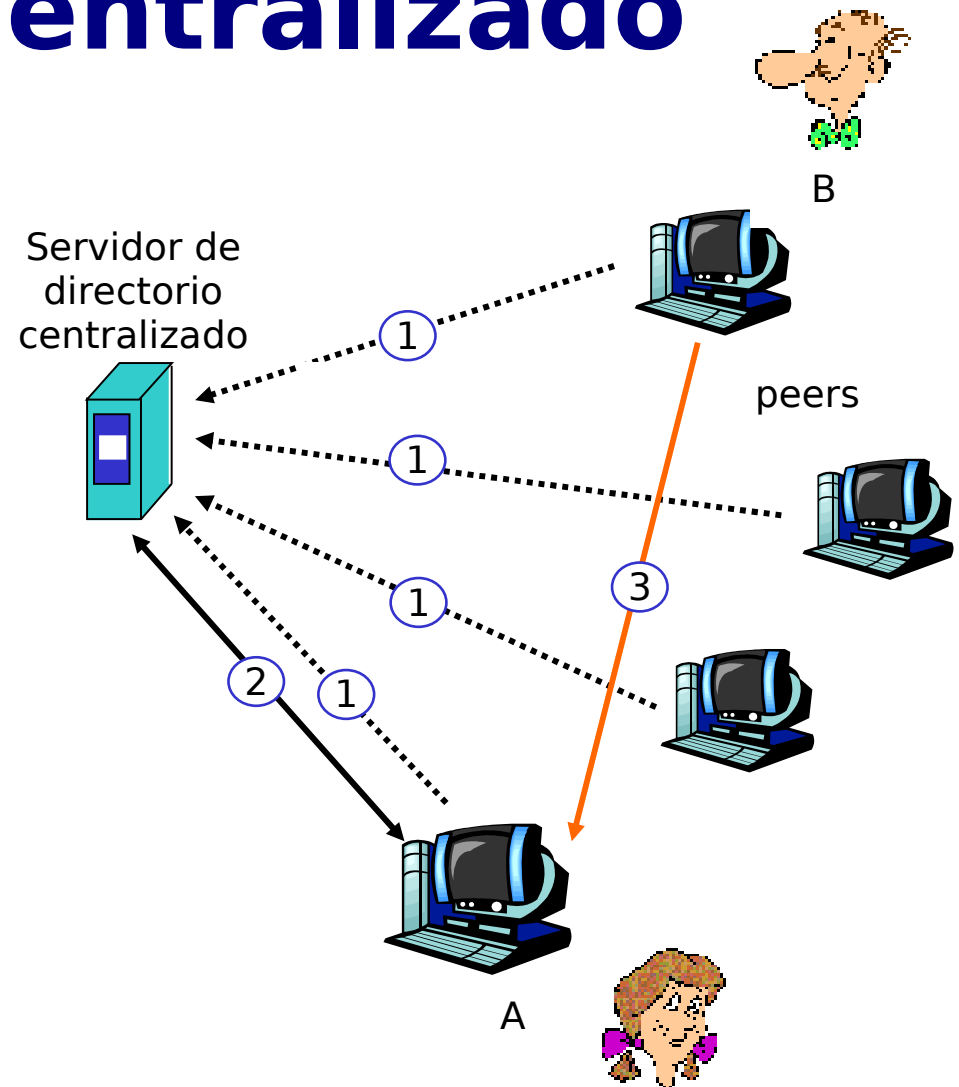 entralizado
B
Servidor de
directorio
centralizado
1
peers
1
3
1
2
1
A